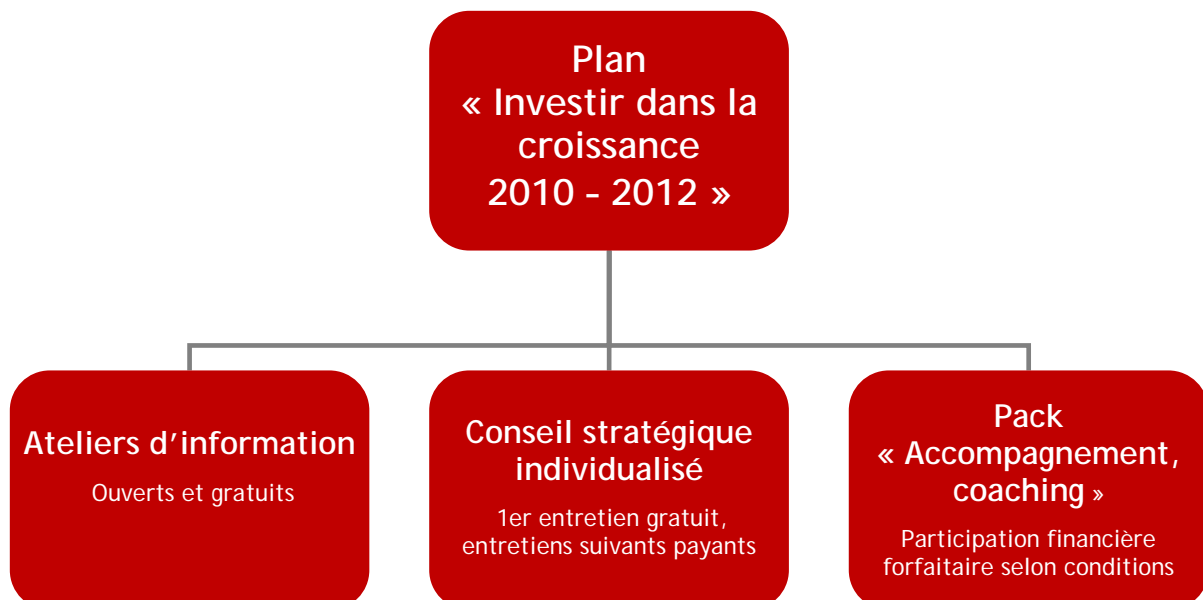 Plan
« Investir dans la
croissance
2010 – 2012 »
Ateliers d’information
Ouverts et gratuits
Conseil stratégique
individualisé
1er entretien gratuit,
entretiens suivants payants
Pack
« Accompagnement,
coaching »
Participation financière
forfaitaire selon conditions